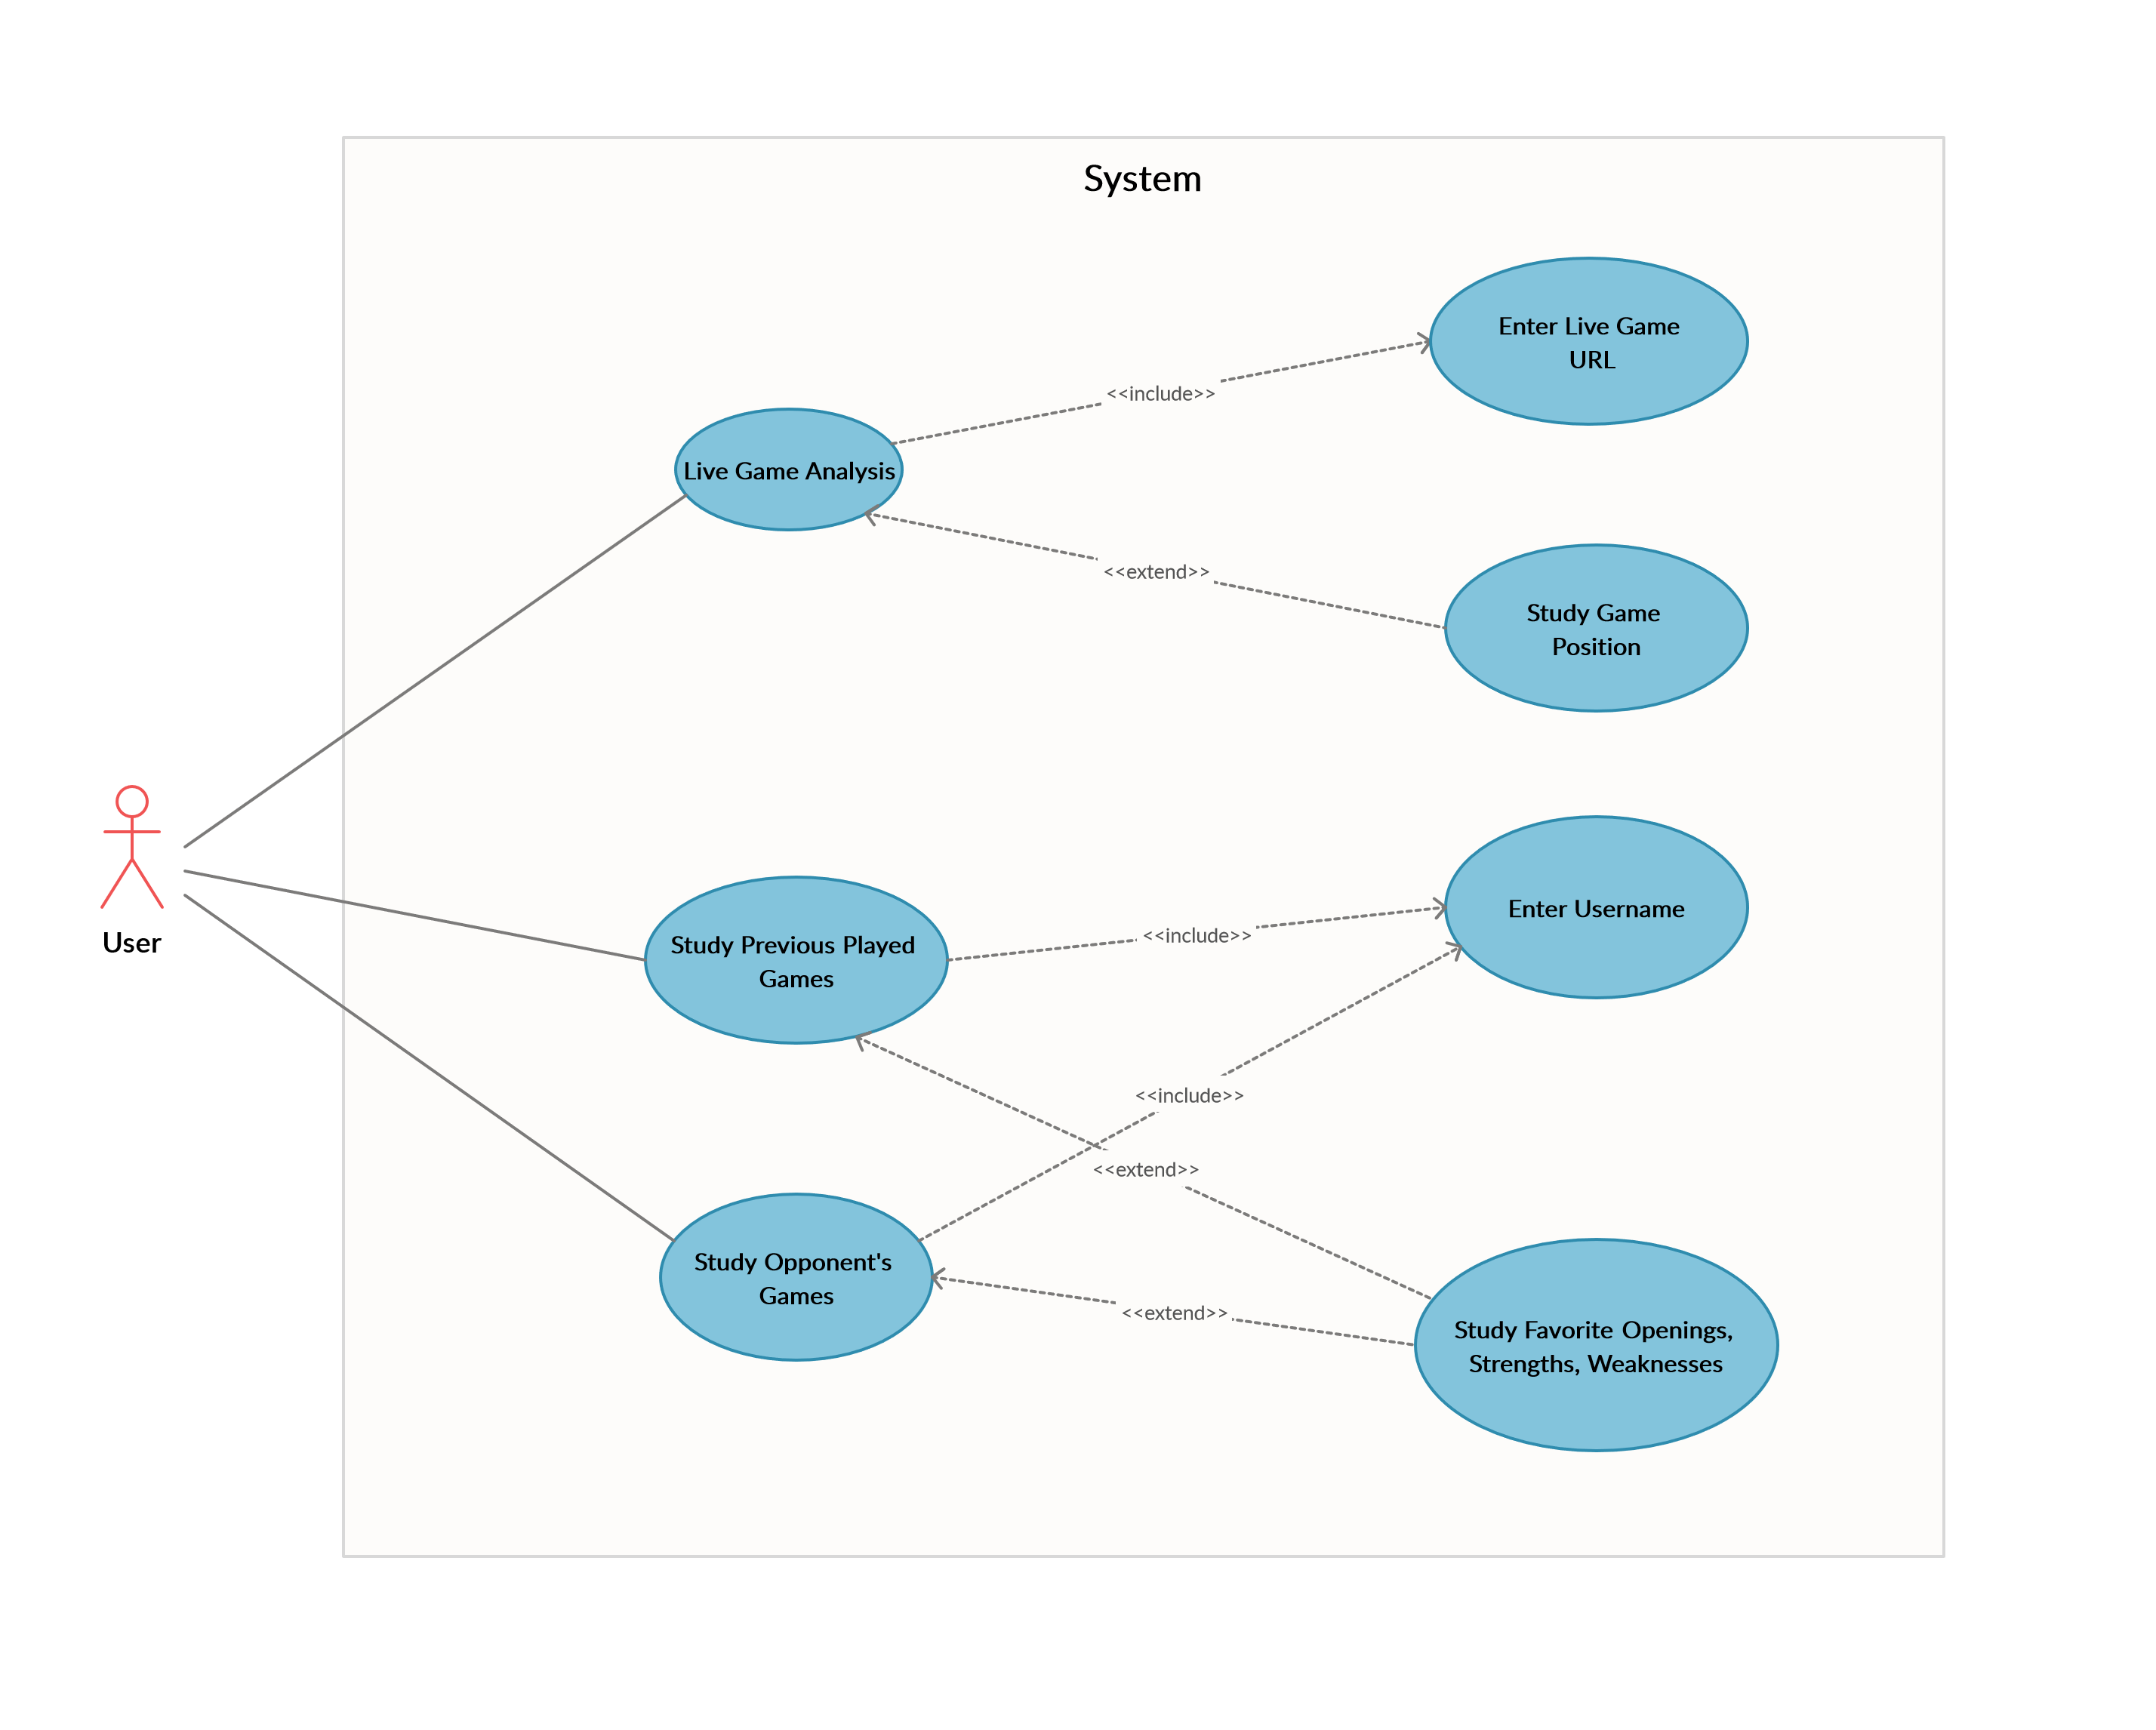 System
Enter Live Game
URL
<<include>>
Live Game Analysis
<<extend>>
Study Game
Position
User
Study Previous Played
Games
<<include>>
Enter Username
<<include>>
<<extend>>
Study Opponent's
Games
<<extend>>
Study Favorite Openings,
Strengths, Weaknesses